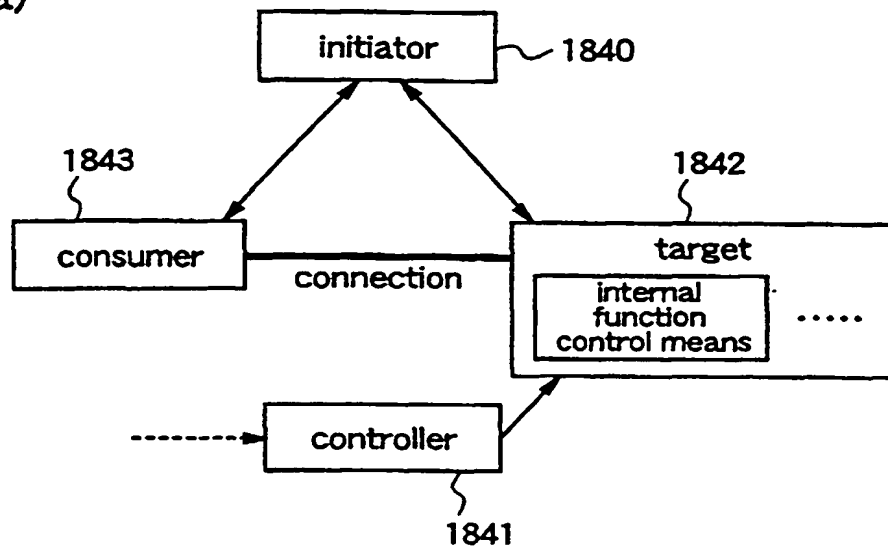 initiator
1840
1843
1842
consumer
connection
target
internal
function
control means
controller
1841